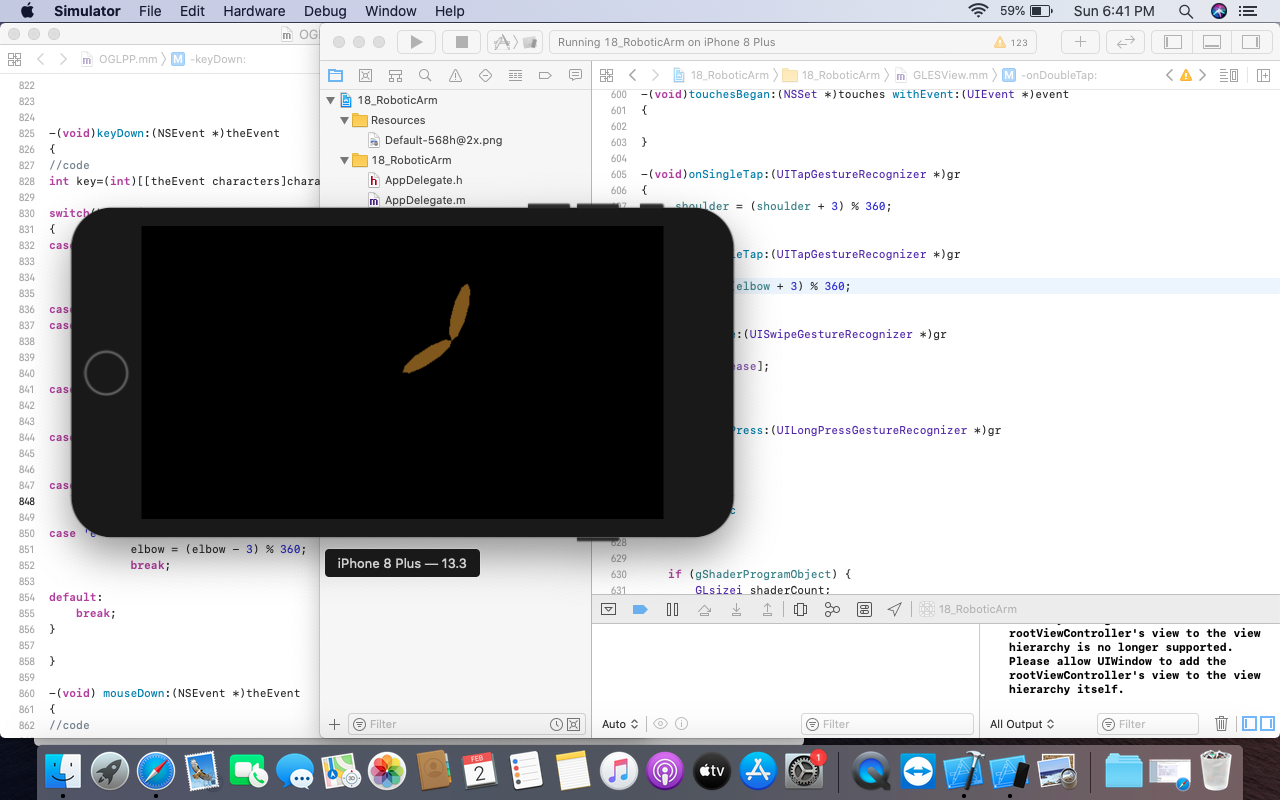 Simulator File Edit Hardware Debug Window Help 59% Sun 6:41 PM
OGLPP.mm -keyDown:
822
823
824
825 -(void)keyDown:(NSEvent *)theEvent
826 {
827 //code
828 int key=(int)[[theEvent characters]chara
829
830 switch
831 {
832 case
833
834
835
836 case
837 case
838
839
840
841 case
842
843
844 case
845
846
847 case
848
849
850 case
851 elbow = (elbow - 3) % 360;
852 break;
853
854 default:
855 break;
856 }
857
858 }
859
860 -(void) mouseDown:(NSEvent *)theEvent
861 {
862 //code
Running 18_RoboticArm on iPhone 8 Plus 123
18_RoboticArm
Resources
Default-568h@2x.png
18_RoboticArm
AppDelegate.h
AppDelegate.m
18_RoboticArm 18_RoboticArm GLESView.mm -onDoubleTap:
600 -(void)touchesBegan:(NSSet *)touches withEvent:(UIEvent *)event
601 {
602
603 }
604
605 -(void)onSingleTap:(UITapGestureRecognizer *)gr
606 {
shoulder = (shoulder + 3) % 360;
leTap:(UITapGestureRecognizer *)gr
elbow + 3) % 360;
:(UISwipeGestureRecognizer *)gr
ase];
Press:(UILongPressGestureRecognizer *)gr
c
628
629
630 if (gShaderProgramObject) {
631 GLsizei shaderCount;
iPhone 8 Plus — 13.3
18_RoboticArm
rootViewController's view to the view
hierarchy is no longer supported.
Please allow UIWindow to add the
rootViewController's view to the view
hierarchy itself.
Filter
Auto
Filter
All Output
Filter
FEB
2
tv
1